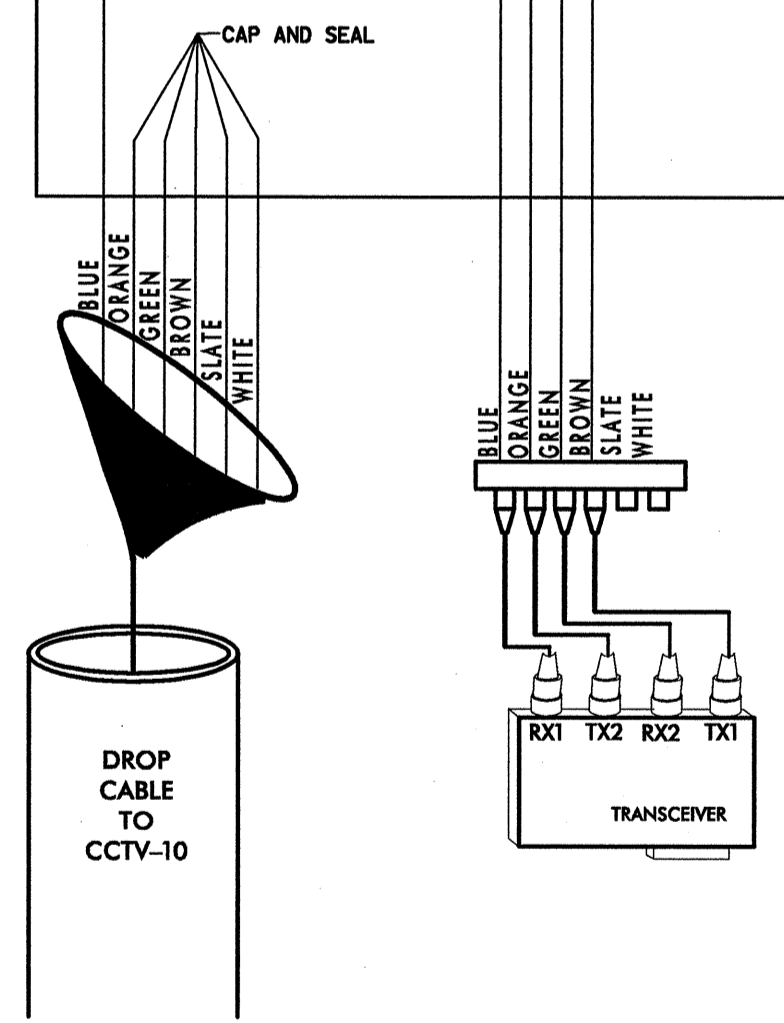 CAP AND SEAL
BLUE
ORANGE
GREEN
BROWN
SLATE
WHITE
BLUE
ORANGE
GREEN
BROWN
SLATE
WHITE
RX1
TX2
RX2
TX1
TRANSCEIVER
DROP
CABLE
TO
CCTV–10